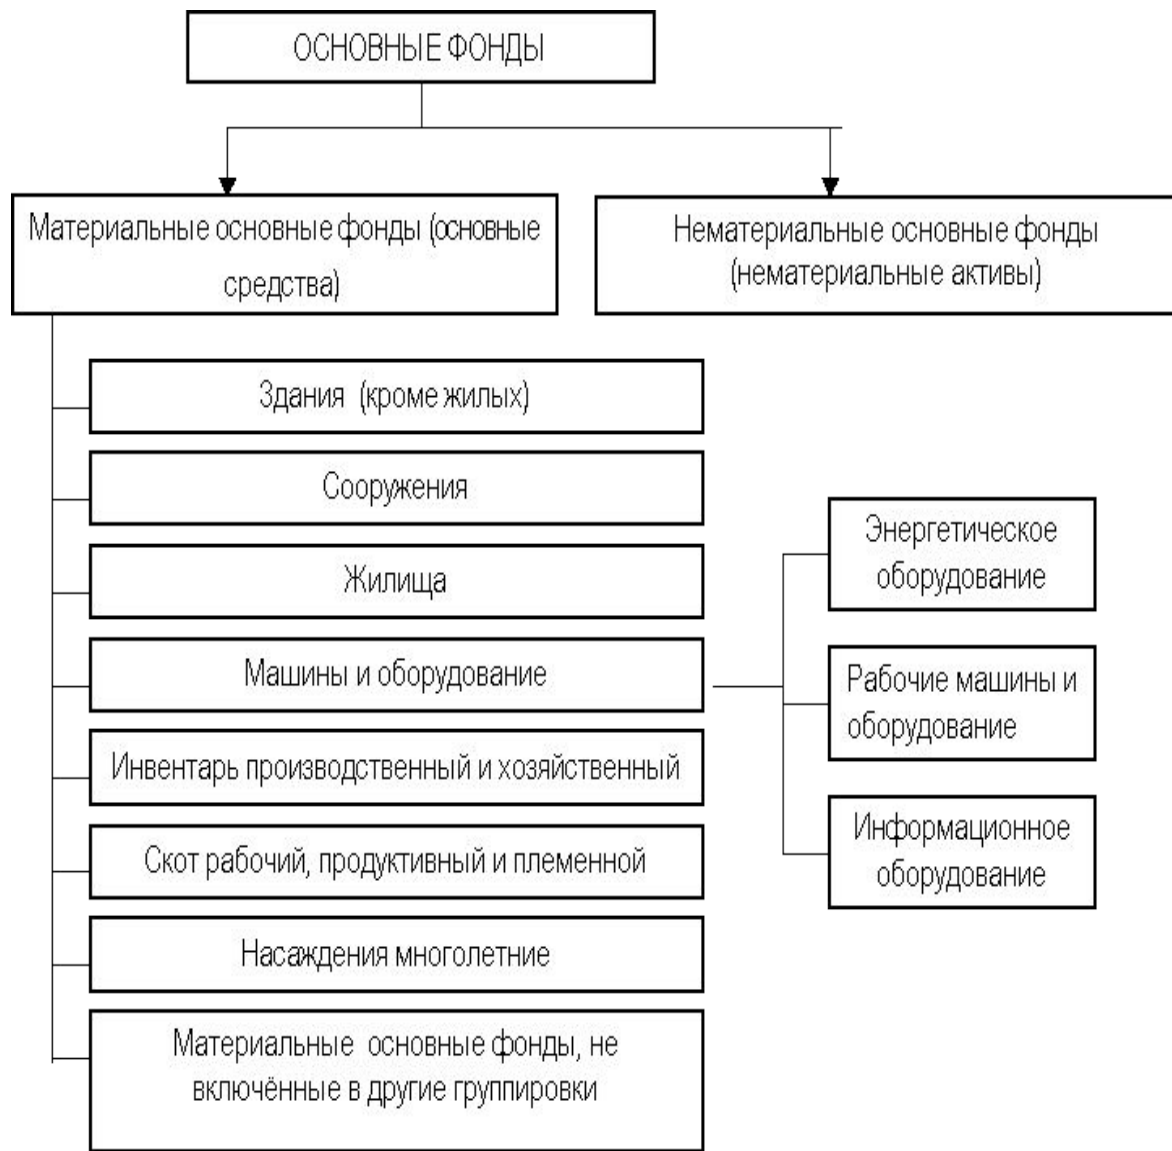 ОСНОВНЫЕ ФОНДЫ
Материальные основные фонды (основные
средства)
Нематериальные основные фонды
(нематериальные активы)
Здания (кроме жилых)
Сооружения
Жилища
Машины и оборудование
Инвентарь производственный и хозяйственный
Скот рабочий, продуктивный и племенной
Насаждения многолетние
Материальные основные фонды, не
включённые в другие группировки
Энергетическое
оборудование
Рабочие машины и
оборудование
Информационное
оборудование